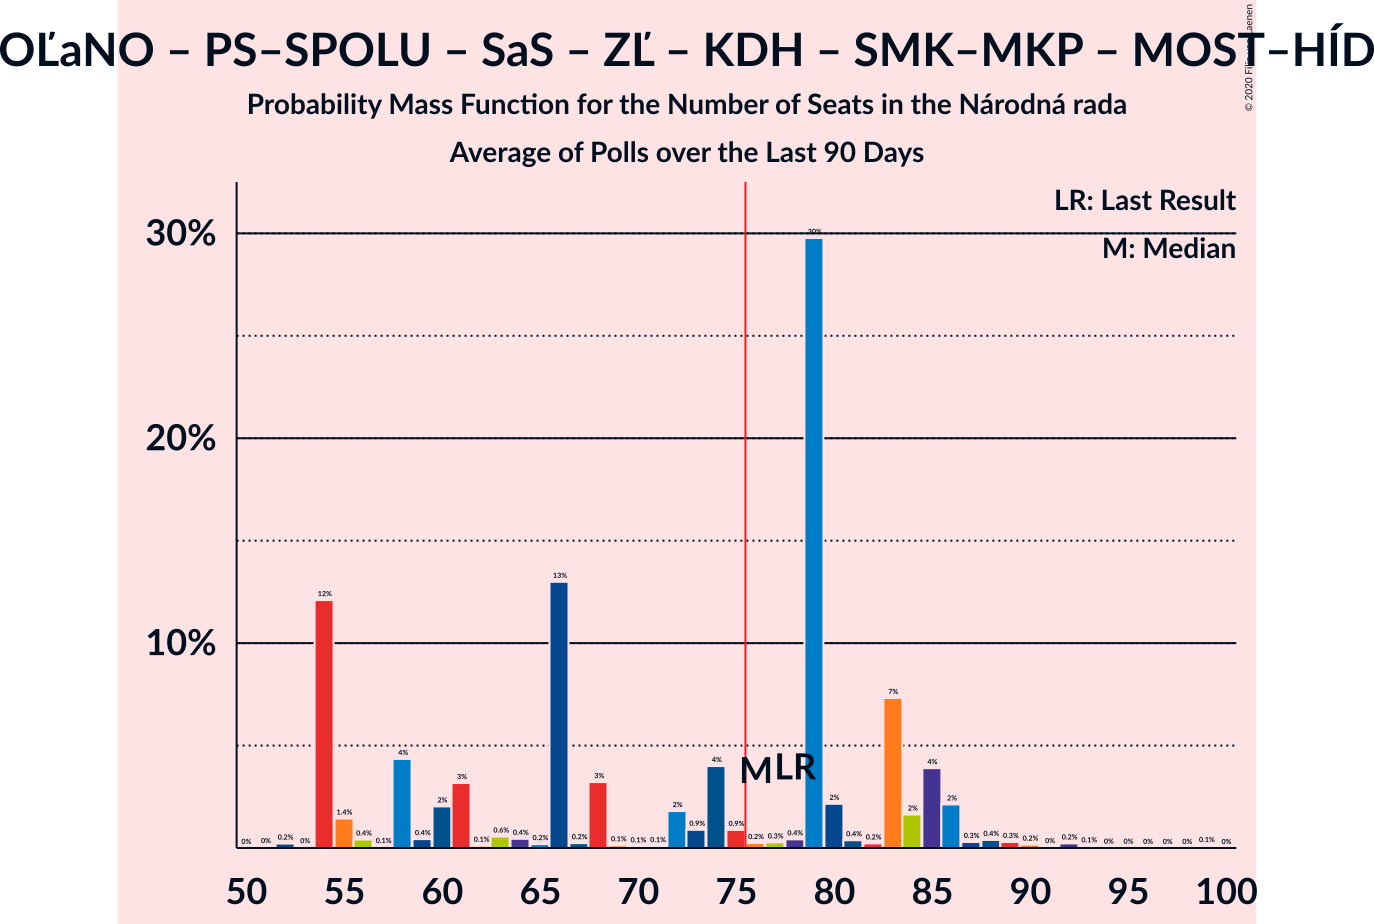 OĽaNO – PS–SPOLU – SaS – ZĽ – KDH – SMK–MKP – MOST–HÍD
Probability Mass Function for the Number of Seats in the Národná rada
Average of Polls over the Last 90 Days
© 2020 Fili
aenen
LR: Last Result
M: Median
30%
20%
10%
0% 0% 0.2% 0% 12% 1.4% 0.4% 0.1% 4% 0.4% 2% 3% 0.1% 0.6% 0.4% 0.2% 13% 0.2% 3% 0.1% 0.1% 0.1% 2% 0.9% 4% 0.9% 0.2% 0.3% 0.4% 30% 2% 0.4% 0.2% 7% 2% 4% 2% 0.3% 0.4% 0.3% 0.2% 0% 0.2% 0.1% 0% 0% 0% 0% 0% 0.1% 0%
M LR
50 55 60 65 70 75 80 85 90 95 100